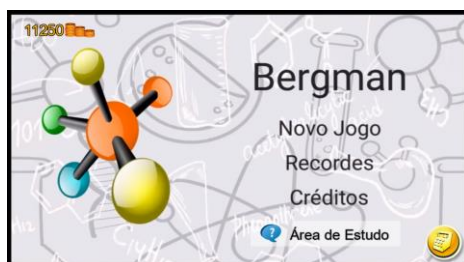 11250
Bergman
Novo Jogo
Recordes
Créditos
Área de Estudo